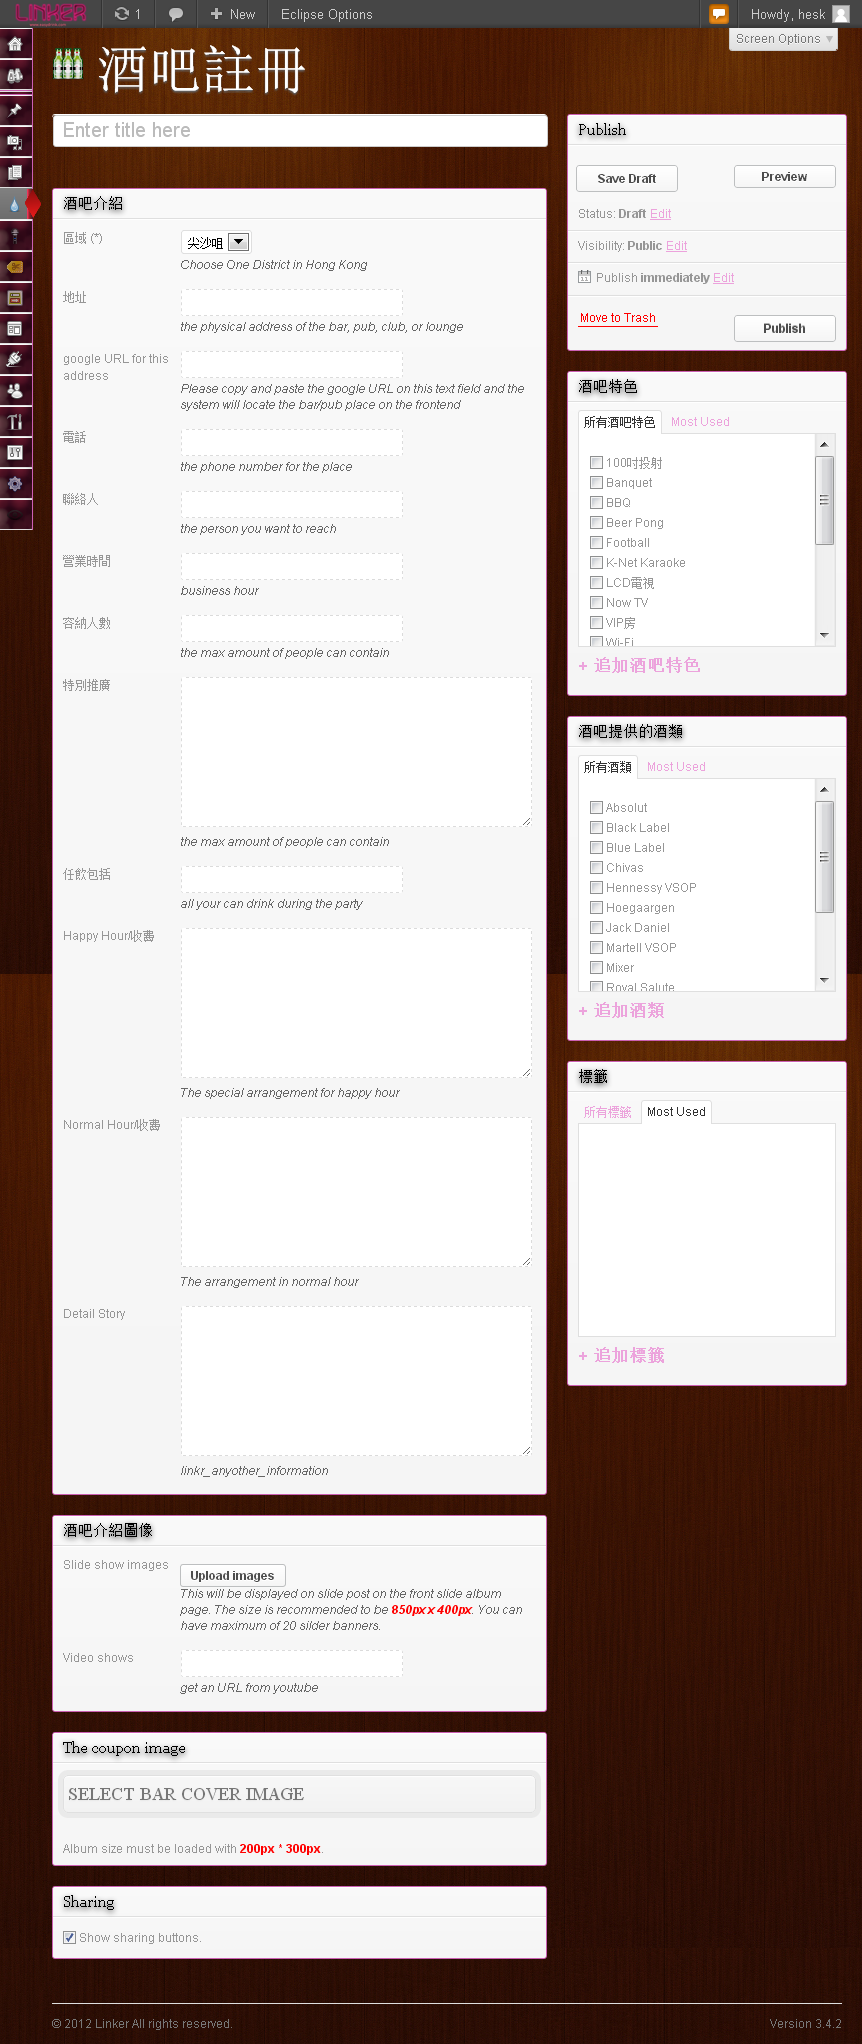 LINKER
1
New
Eclipse Options
Howdy, hesk
Screen Options
酒吧註冊
Enter title here
酒吧介紹
區域 (*)
尖沙咀
Choose One District in Hong Kong
地址
the physical address of the bar, pub, club, or lounge
google URL for this
address
Please copy and paste the google URL on this text field and the
system will locate the bar/pub place on the frontend
電話
the phone number for the place
聯絡人
the person you want to reach
營業時間
business hour
容納人數
the max amount of people can contain
特別推廣
the max amount of people can contain
任飲包括
all your can drink during the party
Happy Hour/收費
The special arrangement for happy hour
Normal Hour/收費
The arrangement in normal hour
Detail Story
linkr_anyother_information
酒吧介紹圖像
Slide show images
Upload images
This will be displayed on slide post on the front slide album
page. The size is recommended to be 850px x 400px. You can
have maximum of 20 silder banners.
Video shows
get an URL from youtube
The coupon image
SELECT BAR COVER IMAGE
Album size must be loaded with 200px * 300px.
Sharing
Show sharing buttons.
Publish
Save Draft
Preview
Status: Draft Edit
Visibility: Public Edit
Publish immediately Edit
Move to Trash
Publish
酒吧特色
所有酒吧特色
Most Used
100吋投射
Banquet
BBQ
Beer Pong
Football
K-Net Karaoke
LCD電視
Now TV
VIP房
Wi-Fi
+ 追加酒吧特色
酒吧提供的酒類
所有酒類
Most Used
Absolut
Black Label
Blue Label
Chivas
Hennessy VSOP
Hoegaargen
Jack Daniel
Martell VSOP
Mixer
Royal Salute
+ 追加酒類
標籤
所有標籤
Most Used
+ 追加標籤
© 2012 Linker All rights reserved.
Version 3.4.2